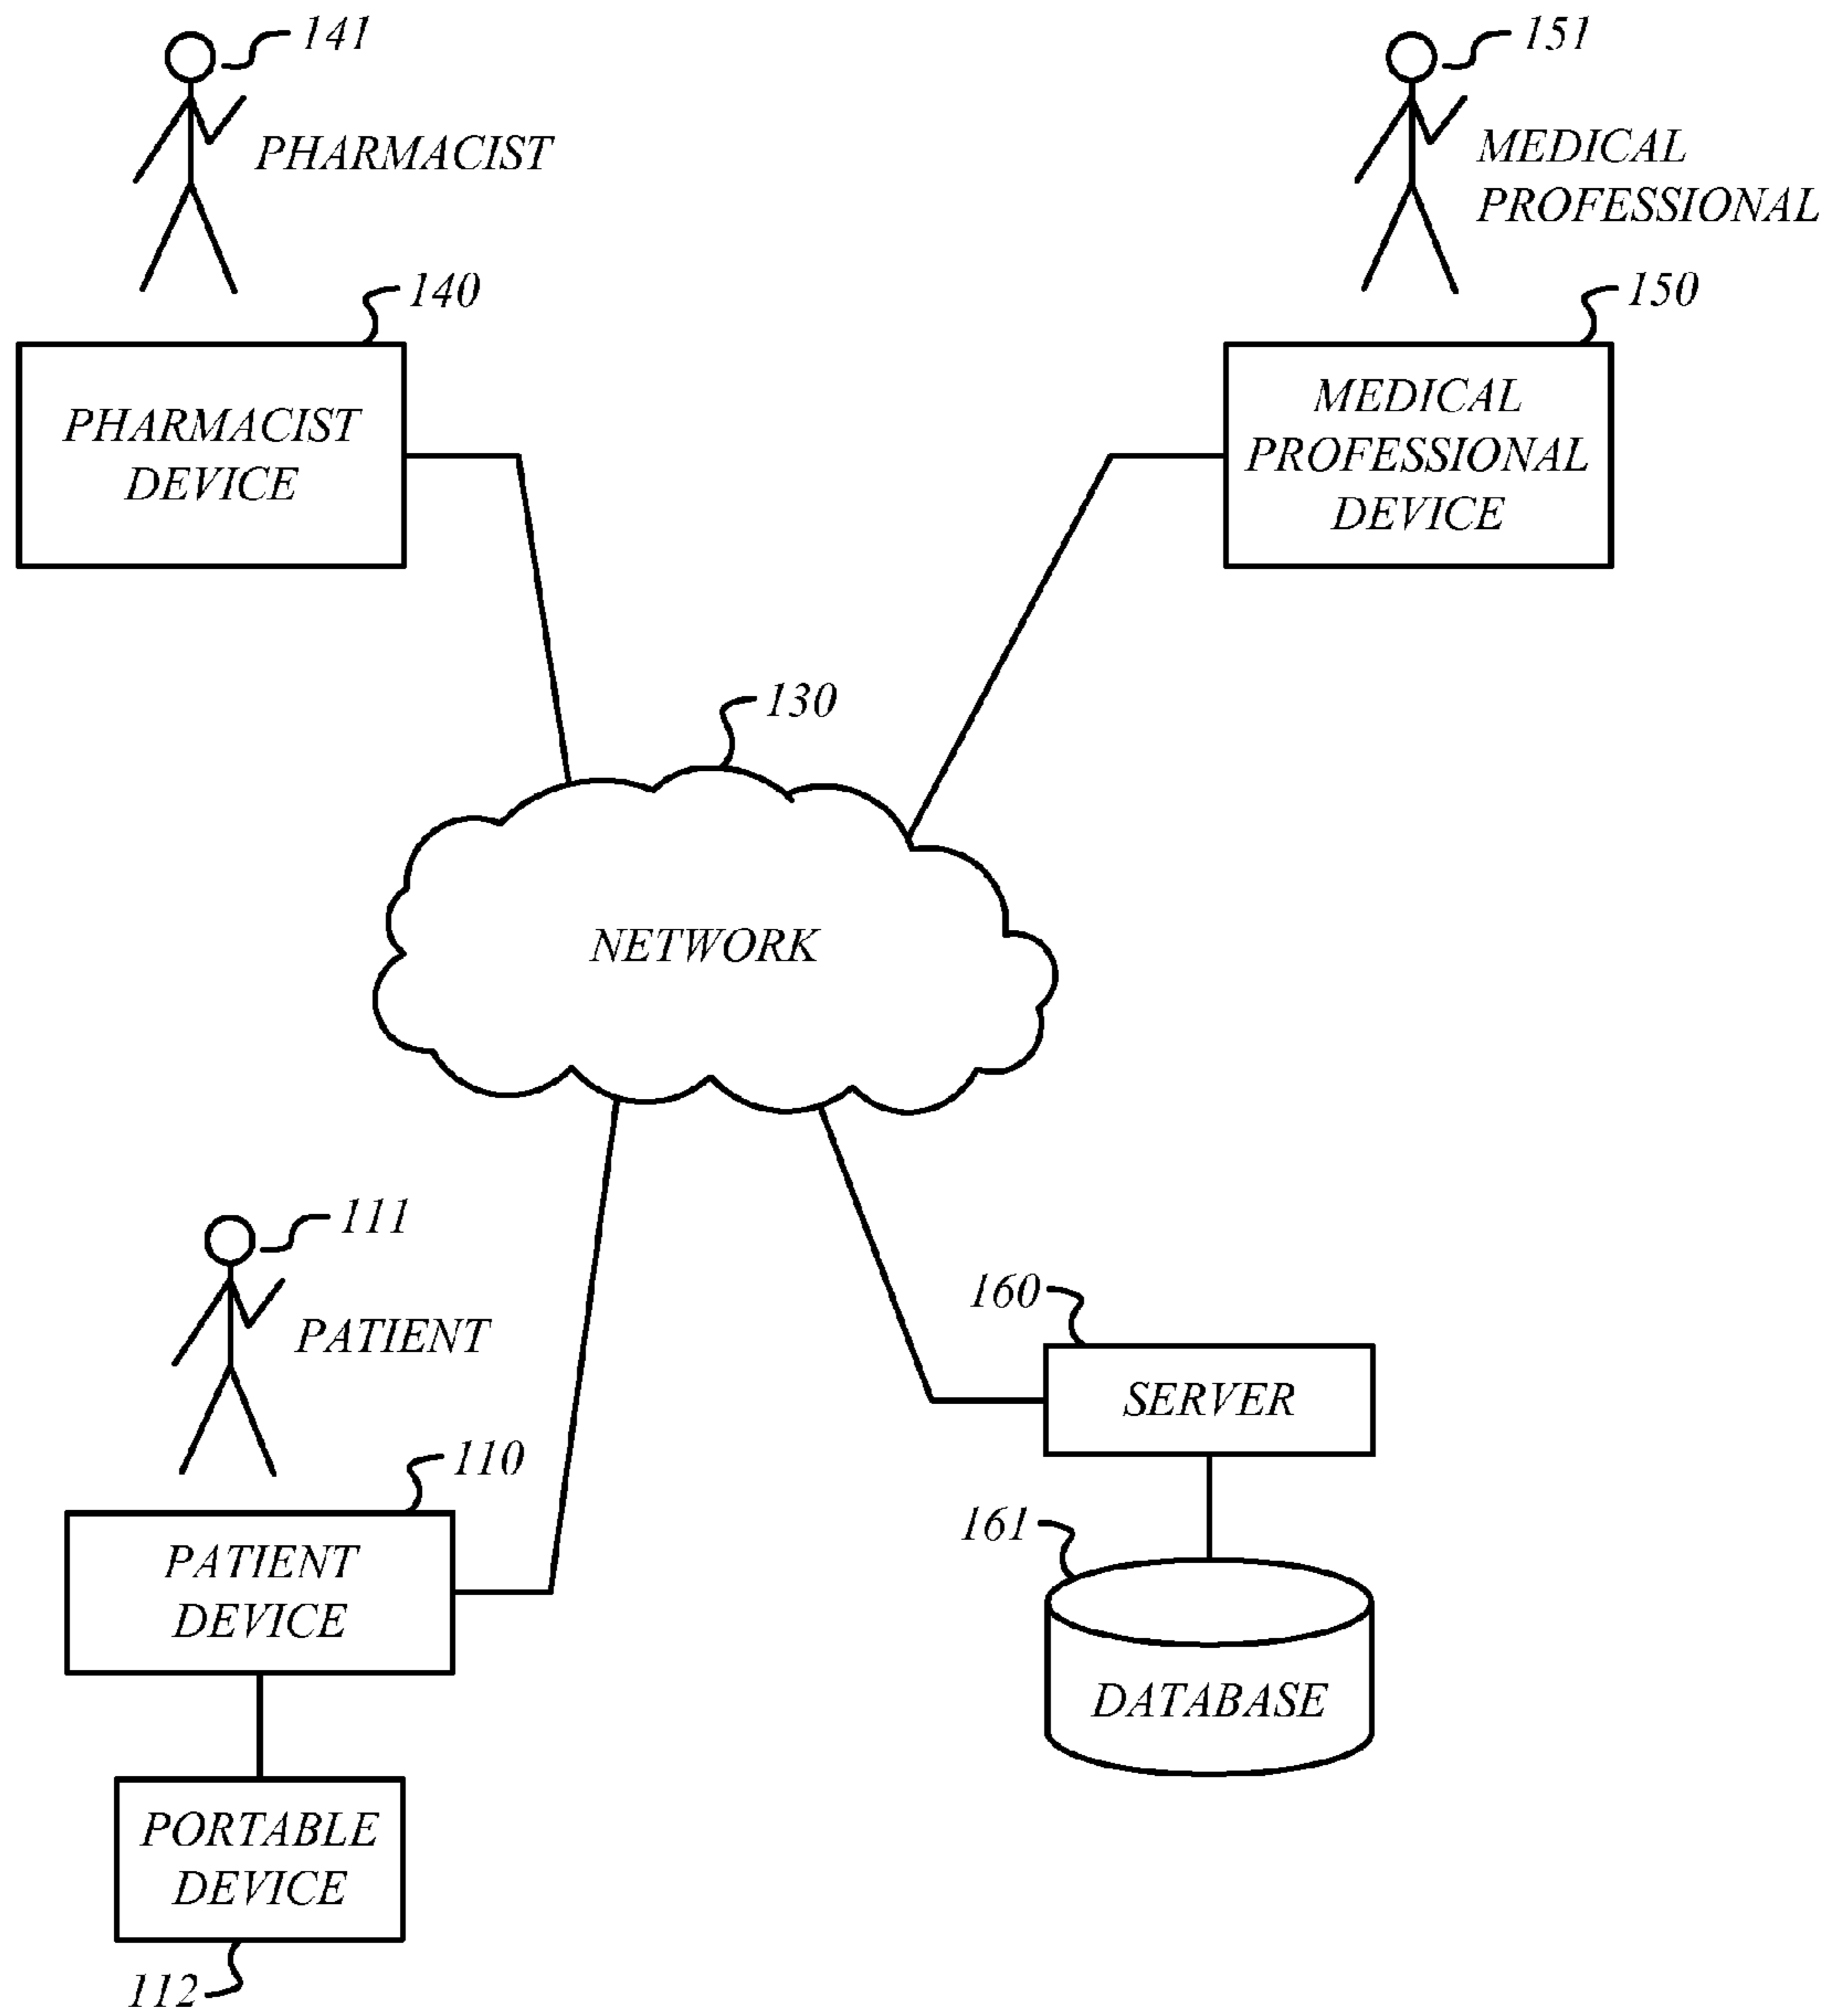 141
PHARMACIST
151
MEDICAL
PROFESSIONAL
140
PHARMACIST
DEVICE
150
MEDICAL
PROFESSIONAL
DEVICE
130
NETWORK
111
PATIENT
110
PATIENT
DEVICE
PORTABLE
DEVICE
112
160
SERVER
161
DATABASE